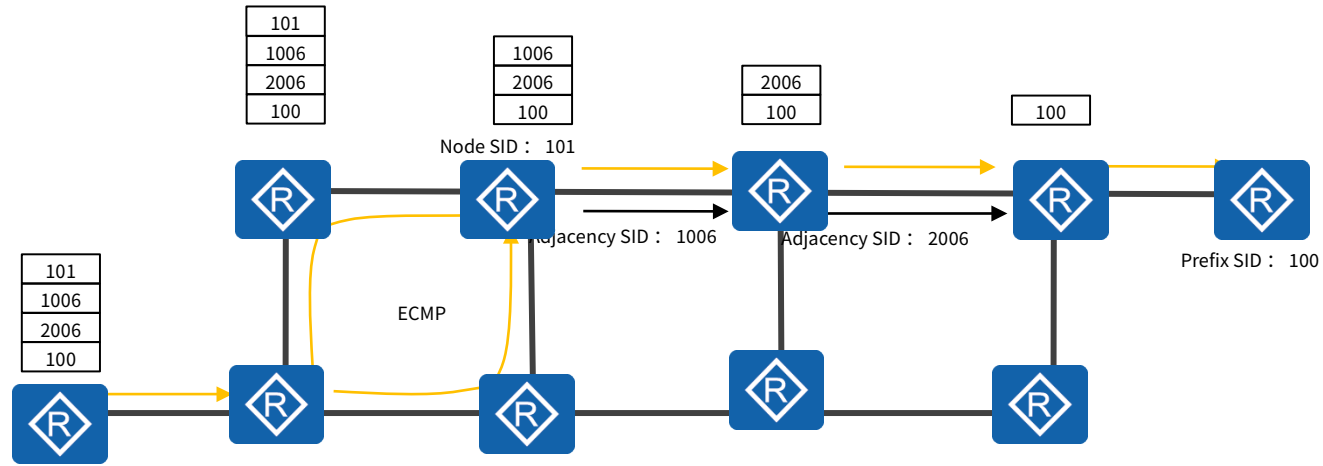 101
1006
2006
100
1006
2006
100
2006
100
100
Node SID： 101
Adjacency SID： 1006
Adjacency SID： 2006
Prefix SID： 100
101
1006
2006
100
ECMP
R
R
R
R
R
R
R
R
R
R